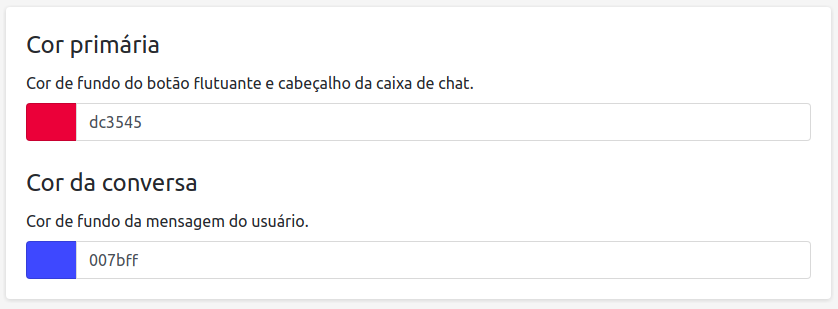 Cor primária
Cor de fundo do botão flutuante e cabeçalho da caixa de chat.
dc3545
Cor da conversa
Cor de fundo da mensagem do usuário.
007bff